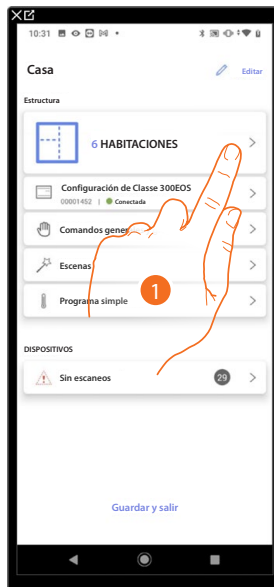 10:31
Casa
Editar
Estructura
6 HABITACIONES
Configuración de Classe 300EOS
00001452 | Conectada
Comandos gener
Escenas
1
Programa simple
DISPOSITIVOS
Sin escaneos
29
Guardar y salir